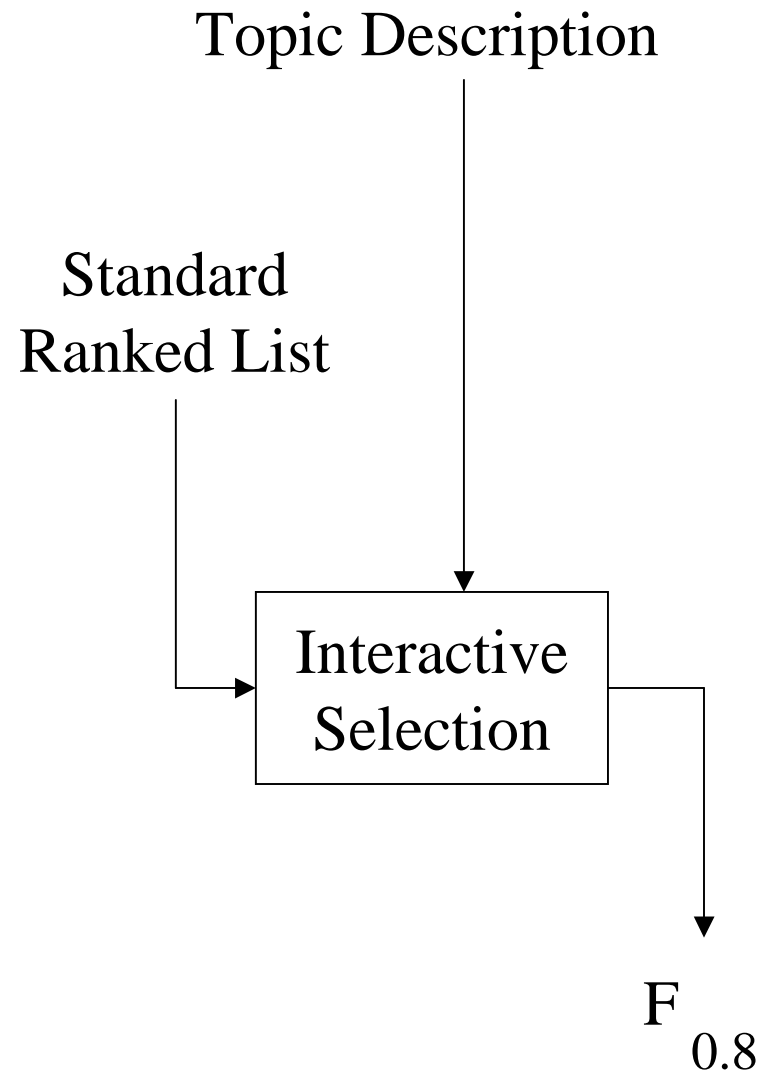 Topic Description
Standard
Ranked List
Interactive
Selection
F 0.8